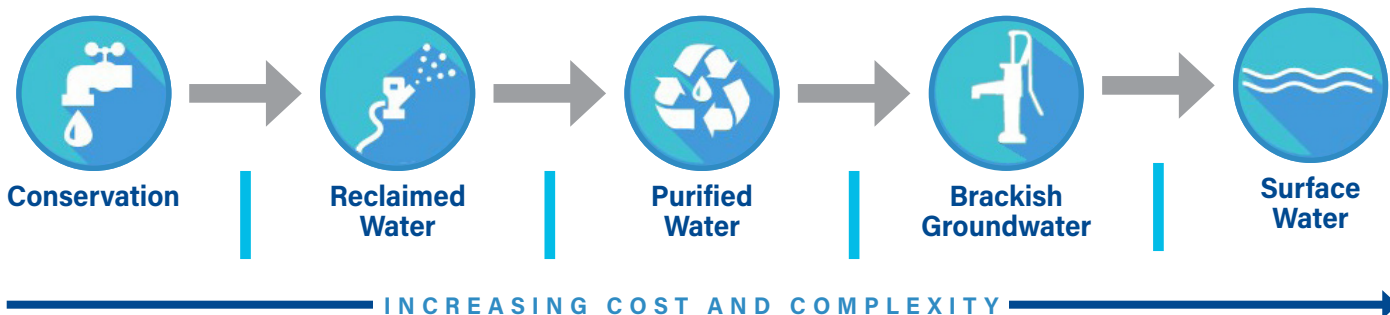 Conservation
Reclaimed
Water
Purified
Water
Brackish
Groundwater
Surface
Water
INCREASING COST AND COMPLEXITY